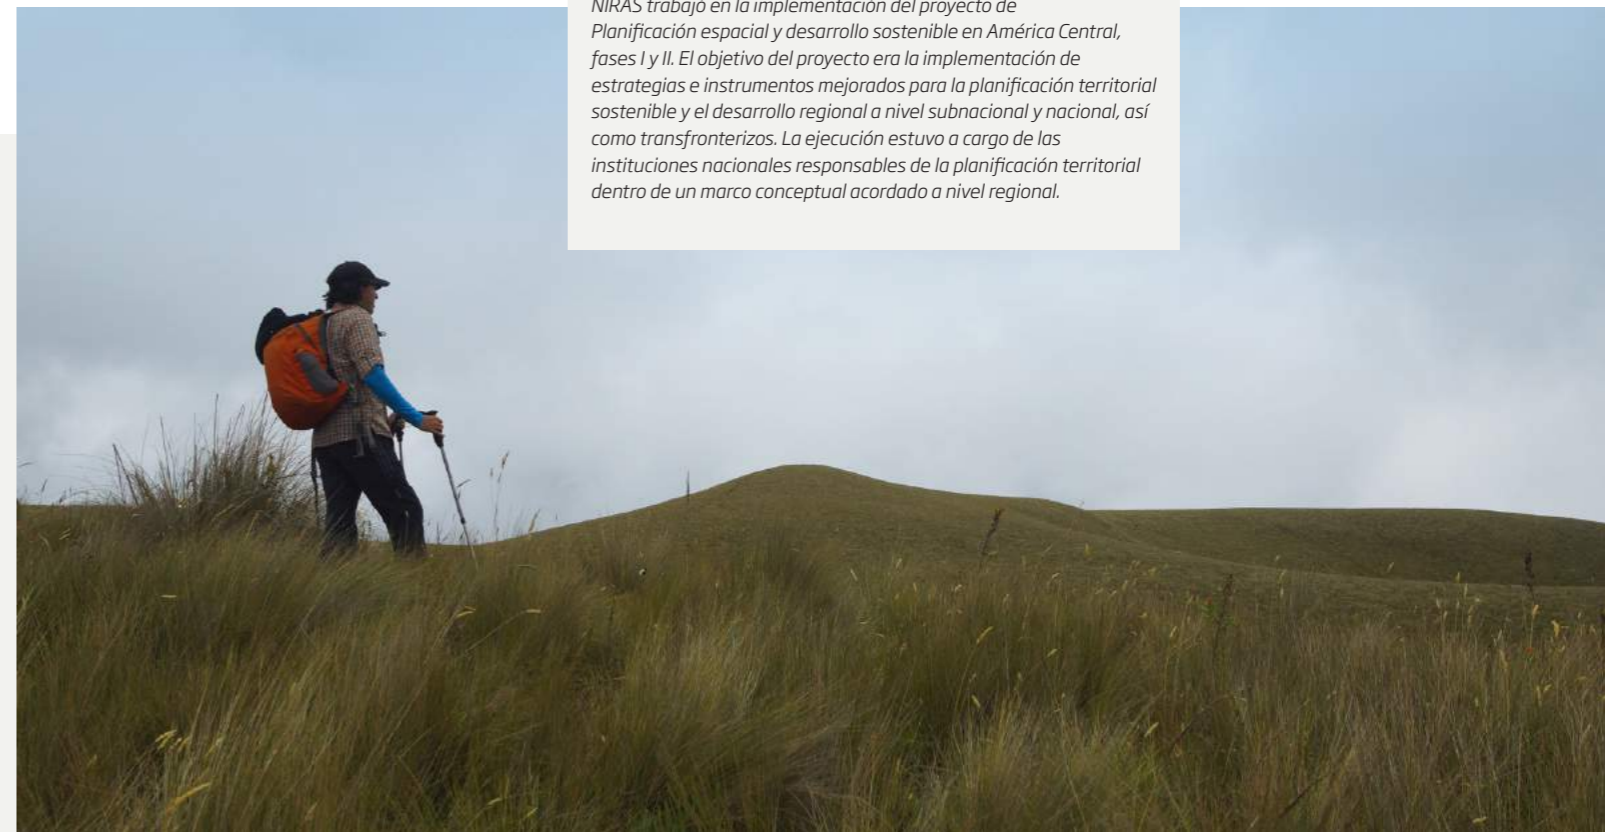 NIRAS trabajó en la implementación del proyecto de
Planificación espacial y desarrollo sostenible en América Central,
fases I y II. El objetivo del proyecto era la implementación de
estrategias e instrumentos mejorados para la planificación territorial
sostenible y el desarrollo regional a nivel subnacional y nacional, así
como transfronterizos. La ejecución estuvo a cargo de las
instituciones nacionales responsables de la planificación territorial
dentro de un marco conceptual acordado a nivel regional.